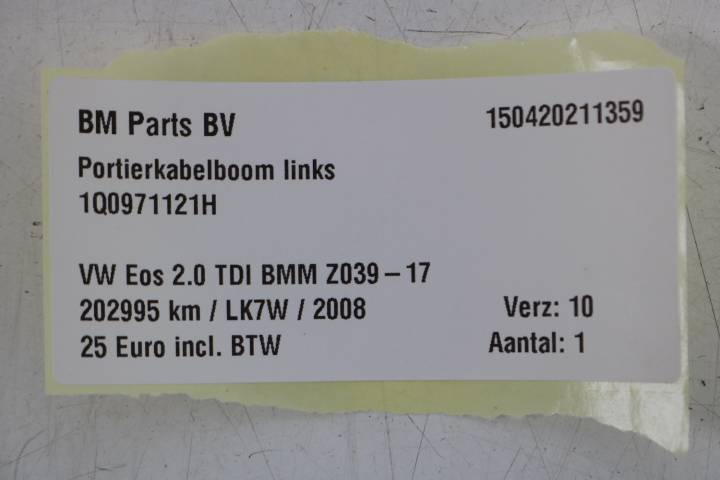 BM Parts BV 150420211359
Portierkabelboom links
1Q0971121H
VW Eos 2.0 TDI BMM Z039-17
202995 km / LK7W / 2008 Verz: 10
25 Euro incl. BTW Aantal: 1